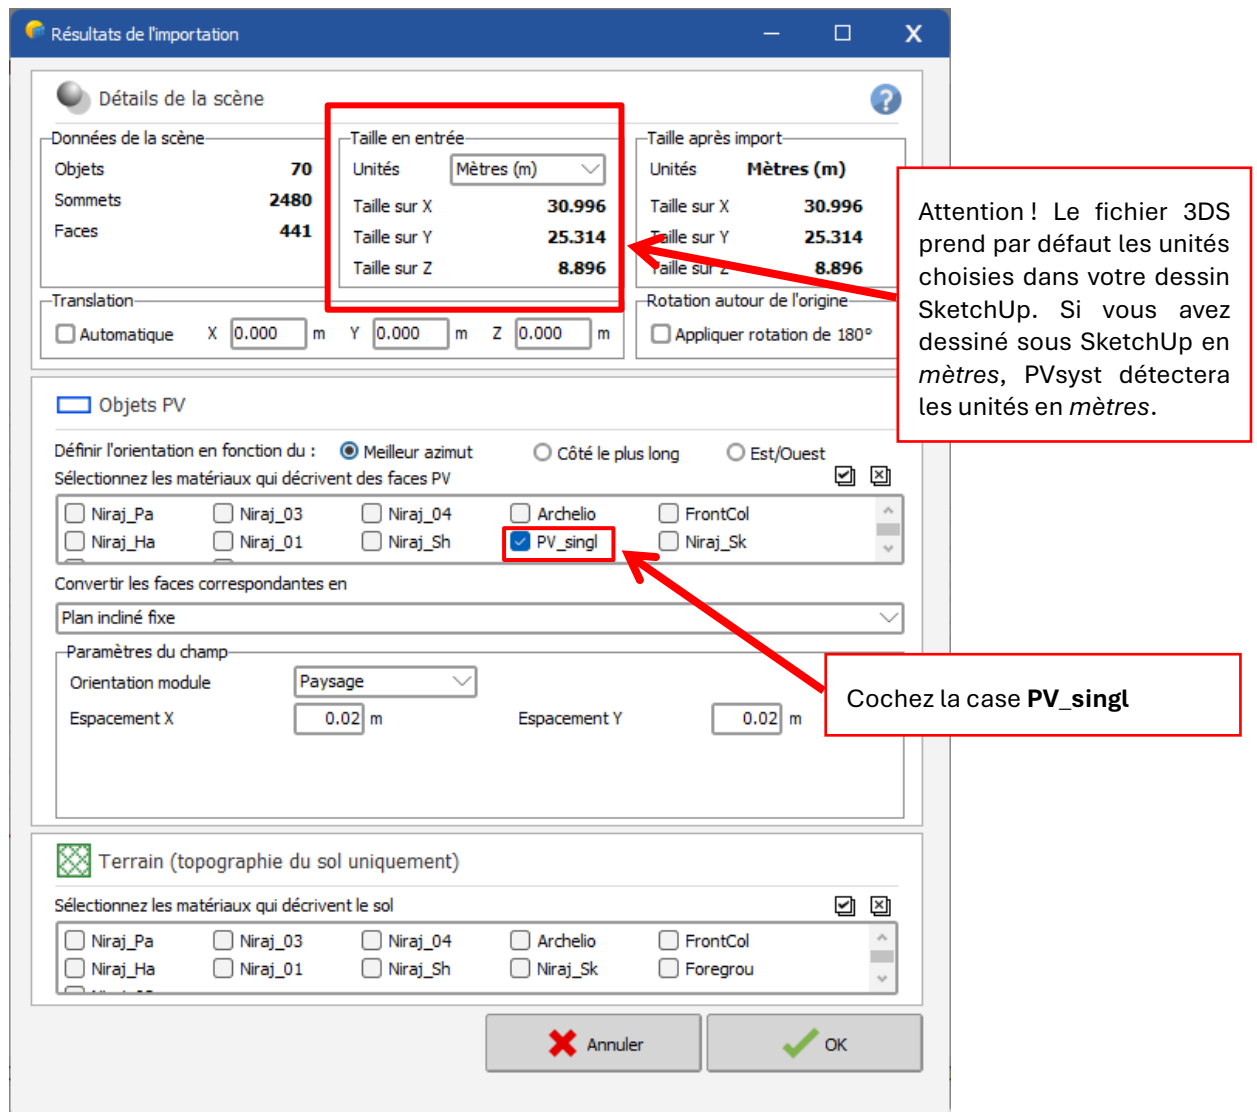 Résultats de l'importation
Détails de la scène
Données de la scène
Objets 70
Sommets 2480
Faces 441
Taille en entrée
Unités Mètres (m)
Taille sur X 30.996
Taille sur Y 25.314
Taille sur Z 8.896
Taille après import
Unités Mètres (m)
Taille sur X 30.996
Taille sur Y 25.314
Taille sur Z 8.896
Translation
Automatique X 0.000 m Y 0.000 m Z 0.000 m
Rotation autour de l'origine
Appliquer rotation de 180°
Attention ! Le fichier 3DS
prend par défaut les unités
choisies dans votre dessin
SketchUp. Si vous avez
dessiné sous SketchUp en
mètres, PVsyst détectera
les unités en mètres.
Objets PV
Définir l'orientation en fonction du : Meilleur azimut Côté le plus long Est/Ouest
Sélectionnez les matériaux qui décrivent des faces PV
Niraj_Pa Niraj_03 Niraj_04 Archelio FrontCol
Niraj_Ha Niraj_01 Niraj_Sh PV_singl Niraj_Sk
Convertir les faces correspondantes en
Plan incliné fixe
Paramètres du champ
Orientation module Paysage
Espacement X 0.02 m Espacement Y 0.02 m
Cochez la case PV_singl
Terrain (topographie du sol uniquement)
Sélectionnez les matériaux qui décrivent le sol
Niraj_Pa Niraj_03 Niraj_04 Archelio FrontCol
Niraj_Ha Niraj_01 Niraj_Sh Niraj_Sk Foregrou
Annuler OK